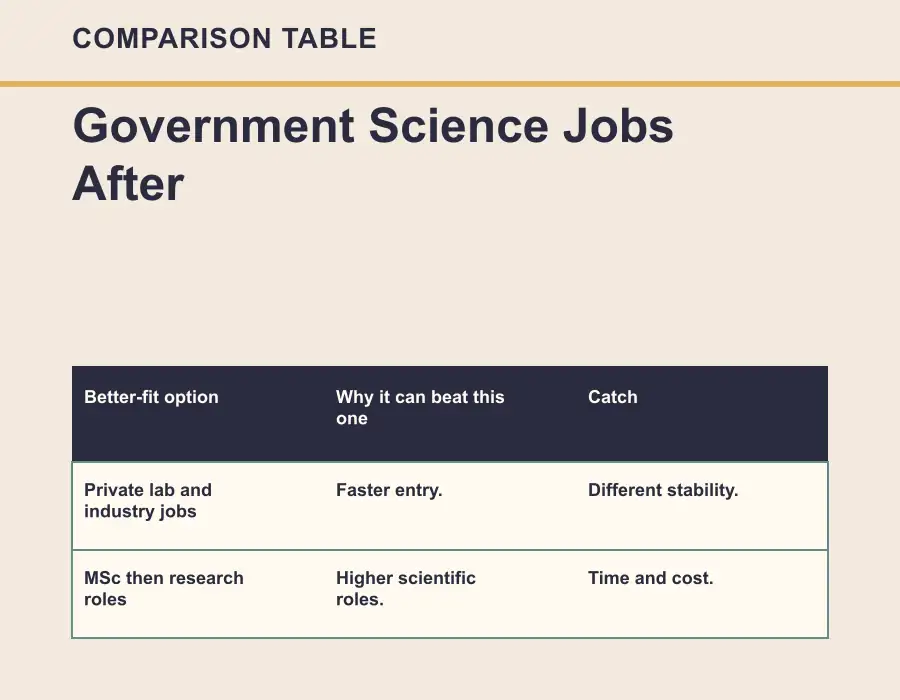 COMPARISON TABLE
Government Science Jobs
After
Better-fit option
Why it can beat this
one
Catch
Private lab and
industry jobs
Faster entry.
Different stability.
MSc then research
roles
Higher scientific
roles.
Time and cost.